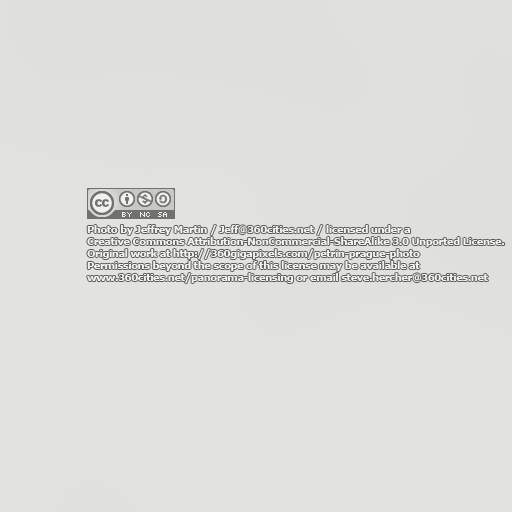 cc BY NC SA
Photo by Jeffrey Martin / Jeff@360cities.net / licensed under a
Creative Commons Attribution-NonCommercial-ShareAlike 3.0 Unported License.
Original work at http://360gigapixels.com/petrin-prague-photo
Permissions beyond the scope of this license may be available at
www.360cities.net/panorama-licensing or email steve.hercher@360cities.net